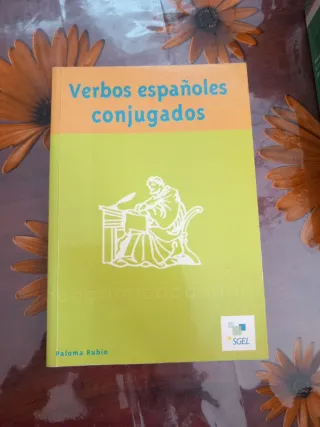 Verbos españoles
conjugados
Paloma Rubio
SGEL